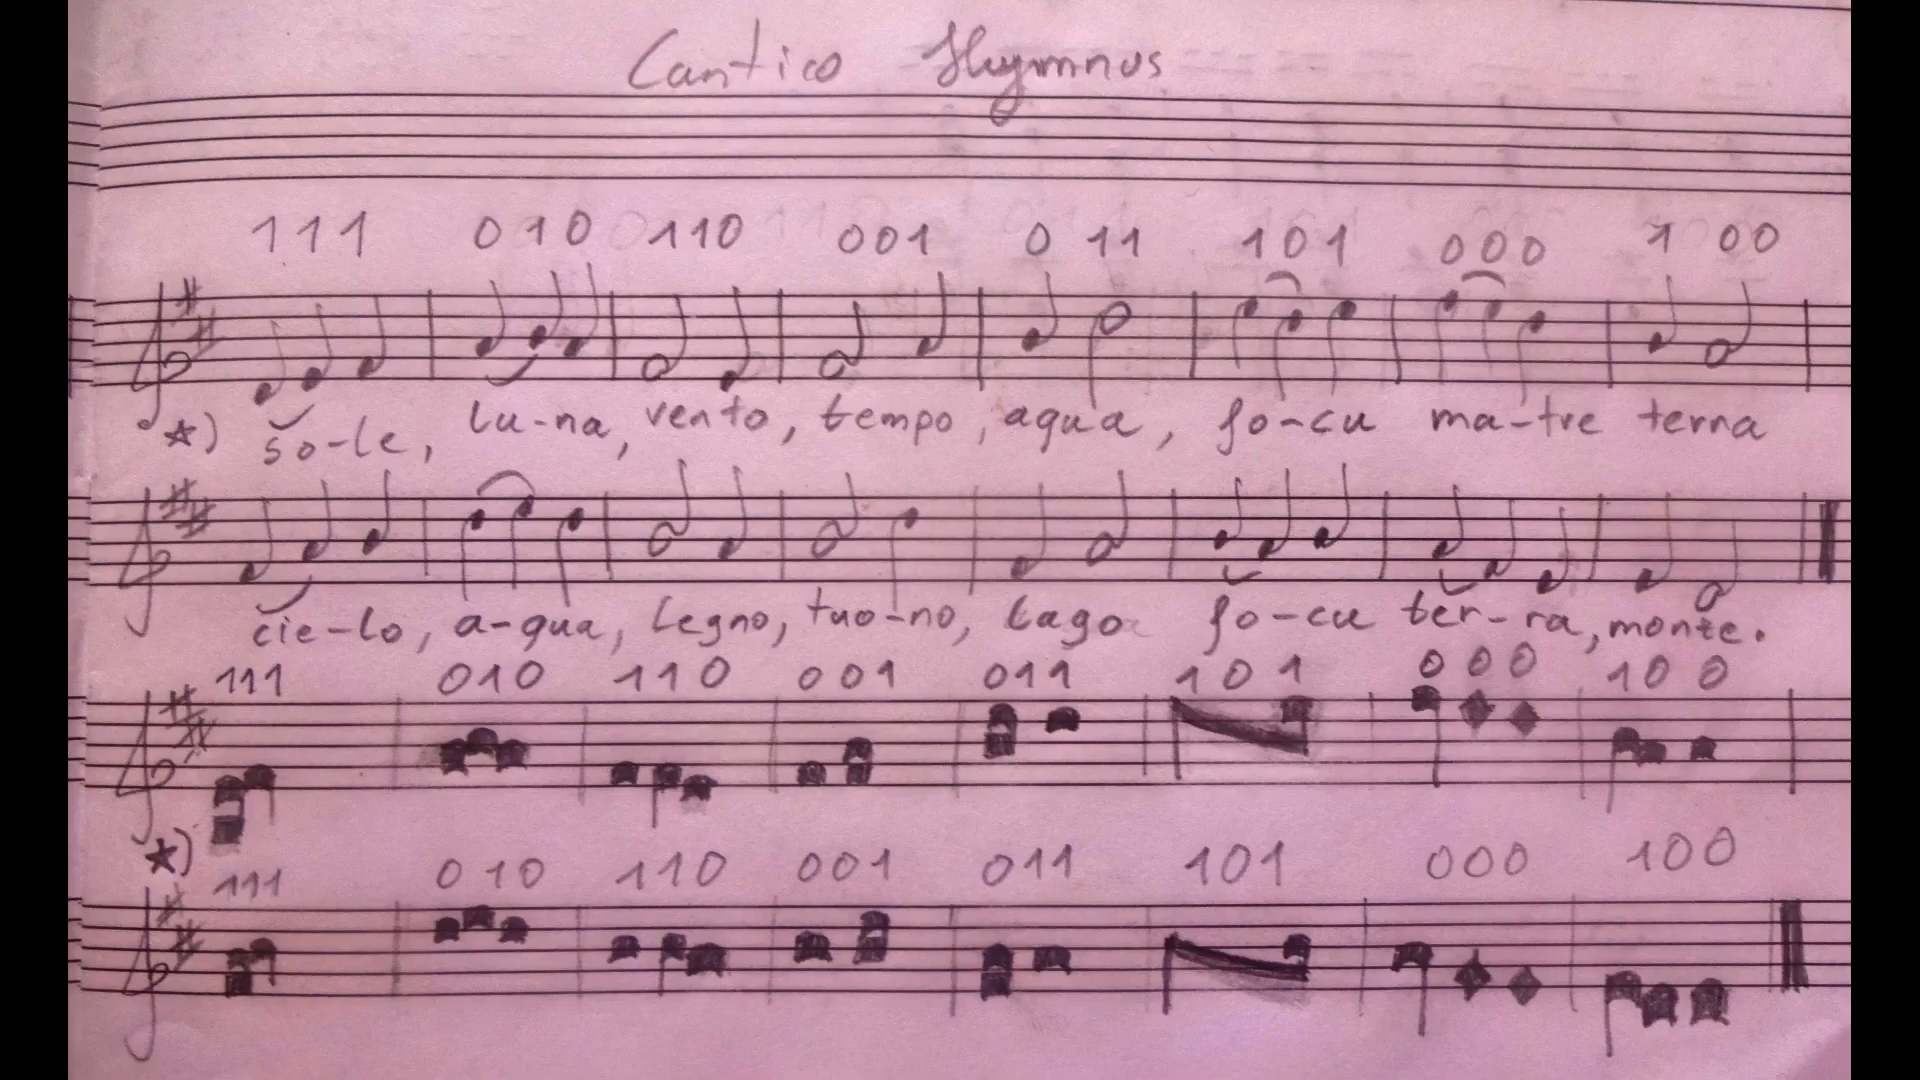 Cantico Hymnus
111 010 110 001 011 101 000 100
*) so-le, lu-na, vento, tempo, aqua, fo-cu ma-tre terna
cie-lo, a-qua, legno, tuo-no, lago fo-cu ter-ra, monte.
111 010 110 001 011 101 000 100
*)
111 010 110 001 011 101 000 100